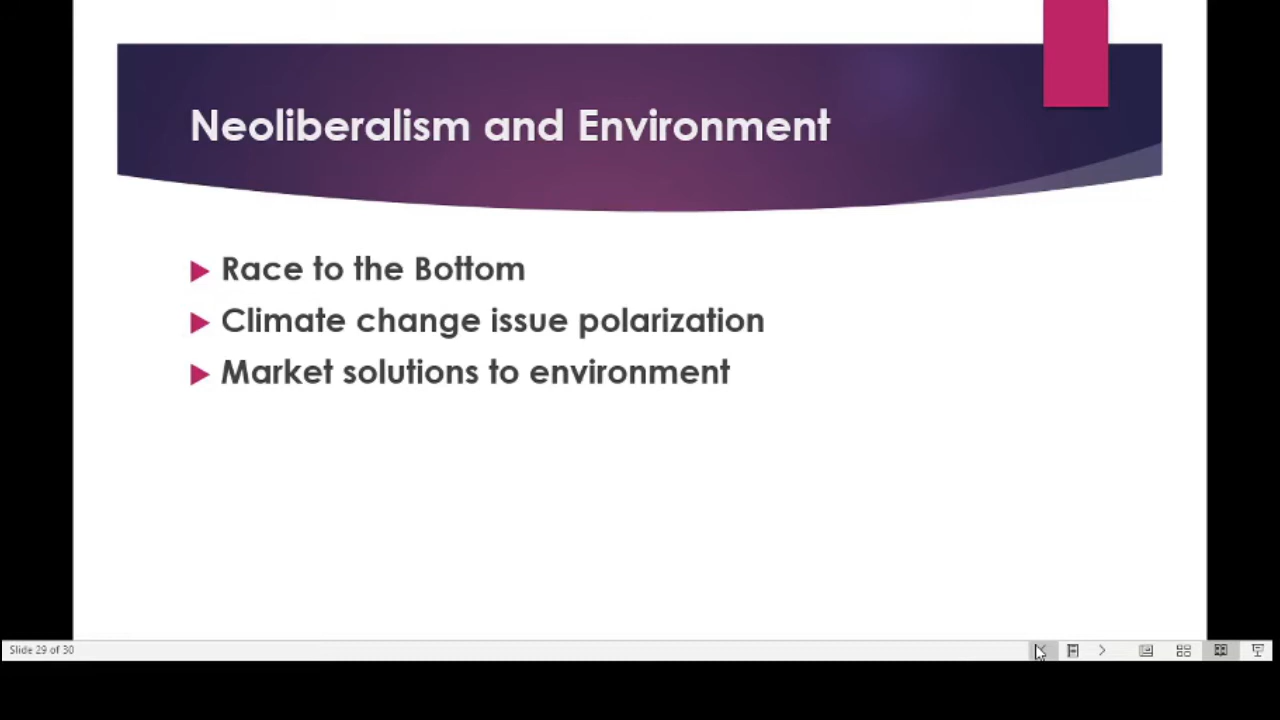 Neoliberalism and Environment
Race to the Bottom
Climate change issue polarization
Market solutions to environment
Slide 29 of 30